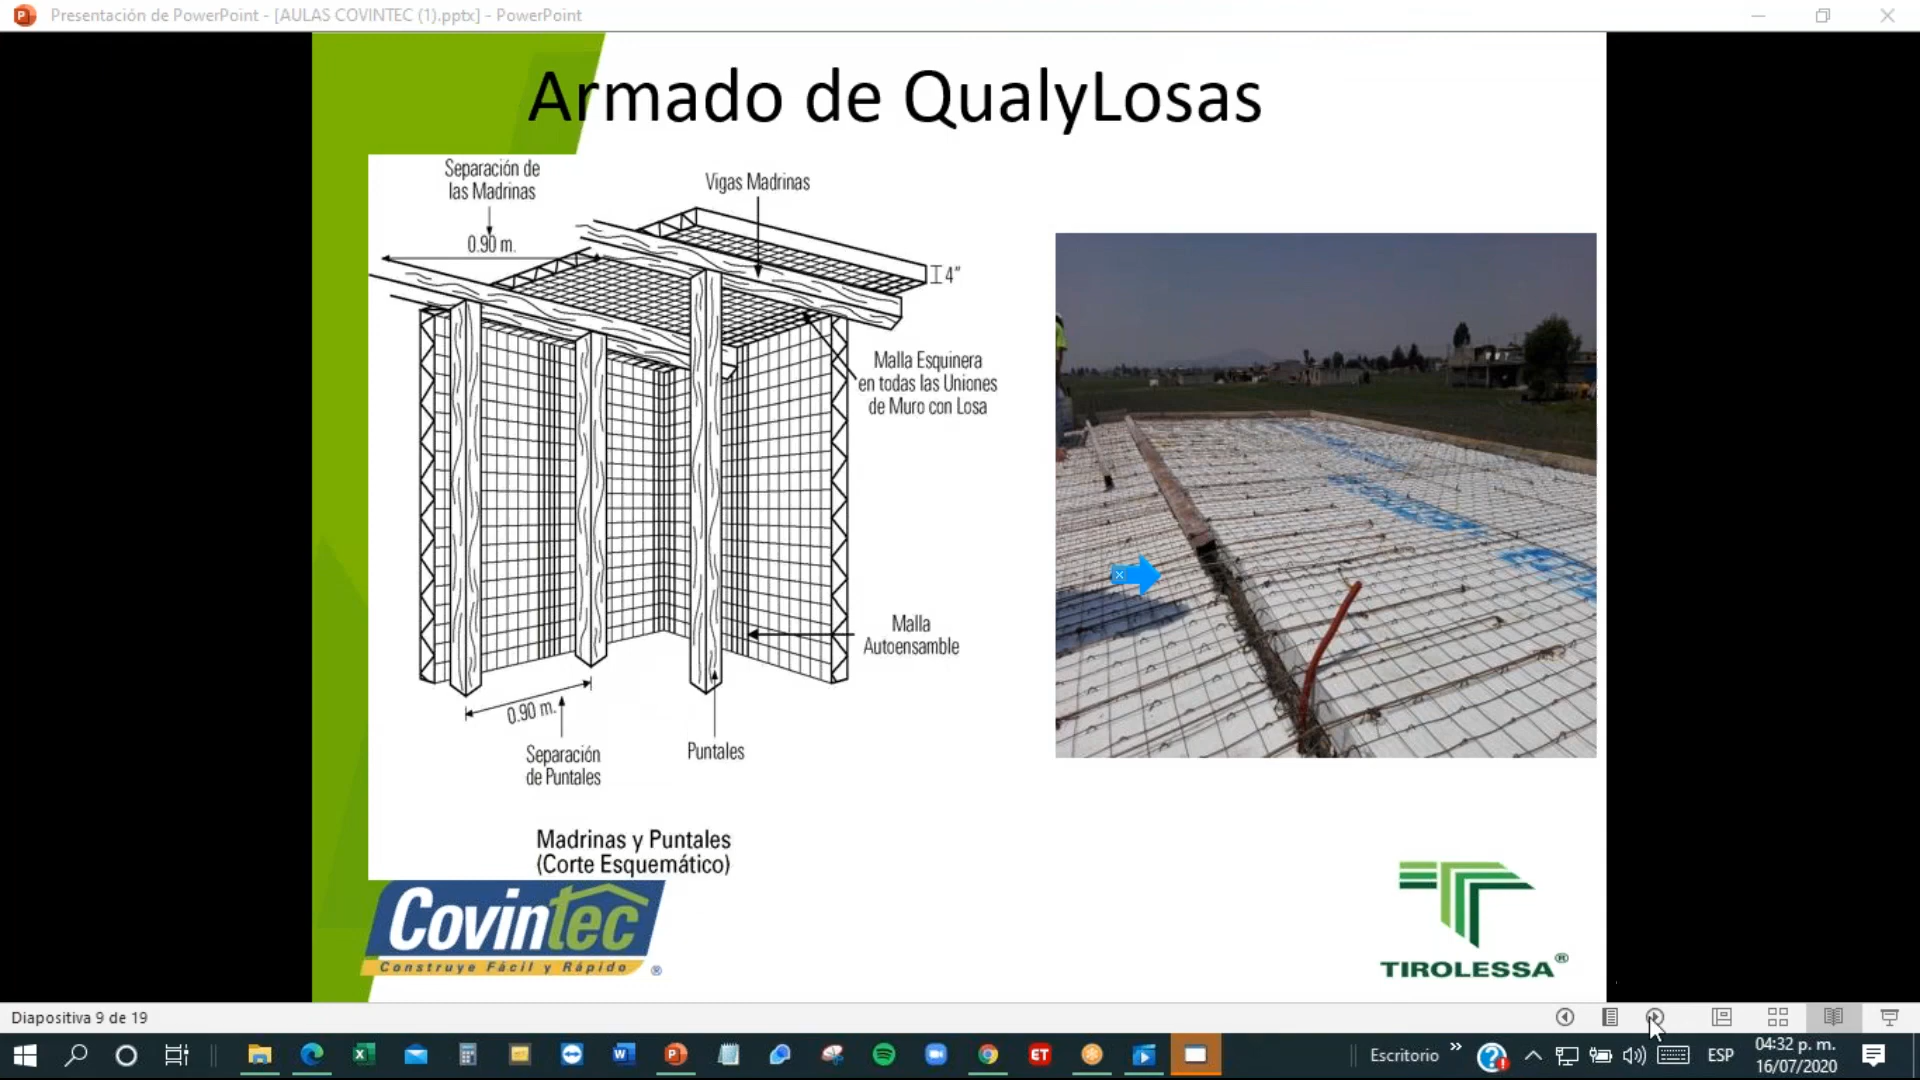 Presentación de PowerPoint - [AULAS COVINTEC (1).pptx] - PowerPoint
Armado de QualyLosas
Separación de
las Madrinas
0.90 m.
Vigas Madrinas
4"
Malla Esquinera
en todas las Uniones
de Muro con Losa
Malla
Autoensamble
0.90 m.
Separación
de Puntales
Puntales
Madrinas y Puntales
(Corte Esquemático)
Covintec
Construye Fácil y Rápido ®
TIROLESSA®
Diapositiva 9 de 19
ET
Escritorio
ESP
04:32 p. m.
16/07/2020